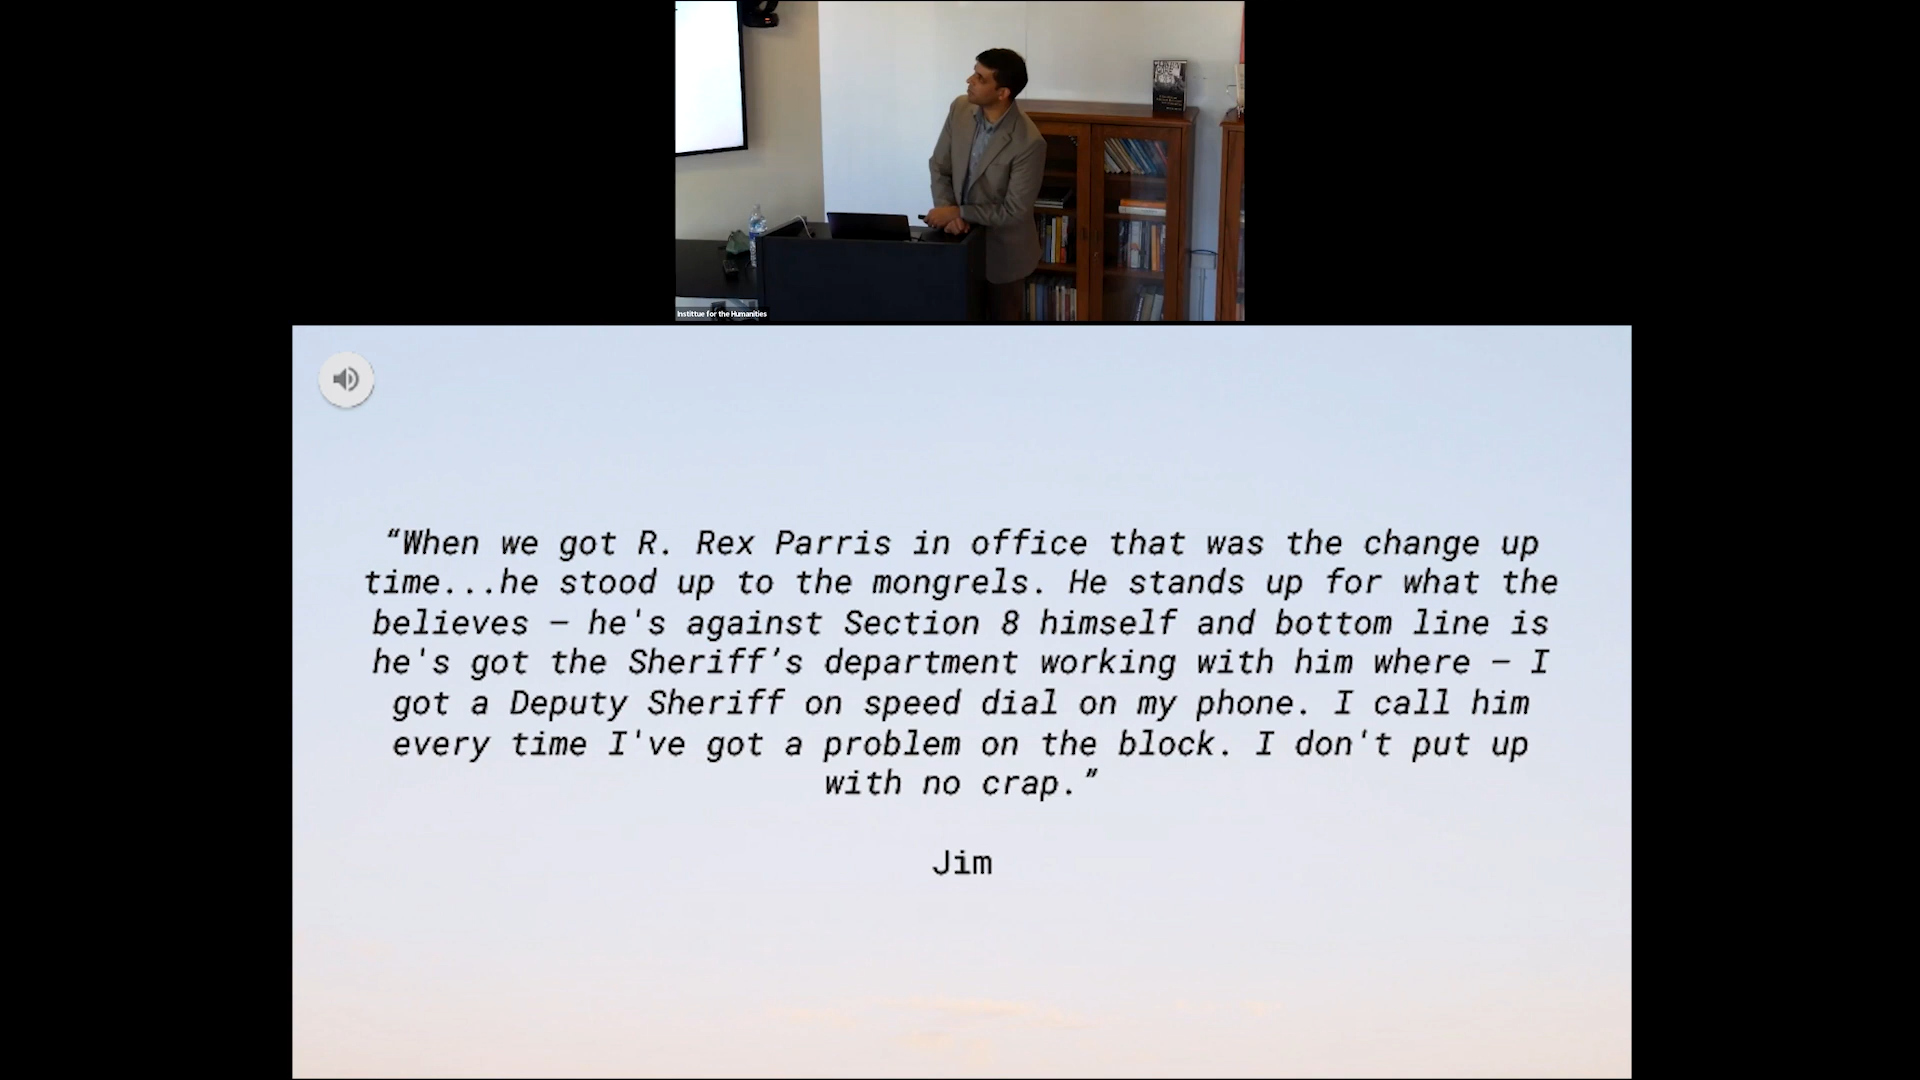 Instittue for the Humanities
“When we got R. Rex Parris in office that was the change up
time...he stood up to the mongrels. He stands up for what the
believes – he's against Section 8 himself and bottom line is
he's got the Sheriff’s department working with him where – I
got a Deputy Sheriff on speed dial on my phone. I call him
every time I've got a problem on the block. I don't put up
with no crap.”
Jim